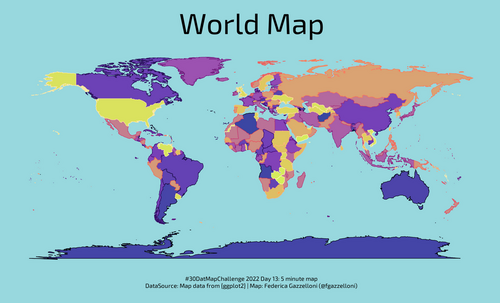 World Map
#30DatMapChallenge 2022 Day 13: 5 minute map
DataSource: Map data from {ggplot2} | Map: Federica Gazzelloni (@fgazzelloni)